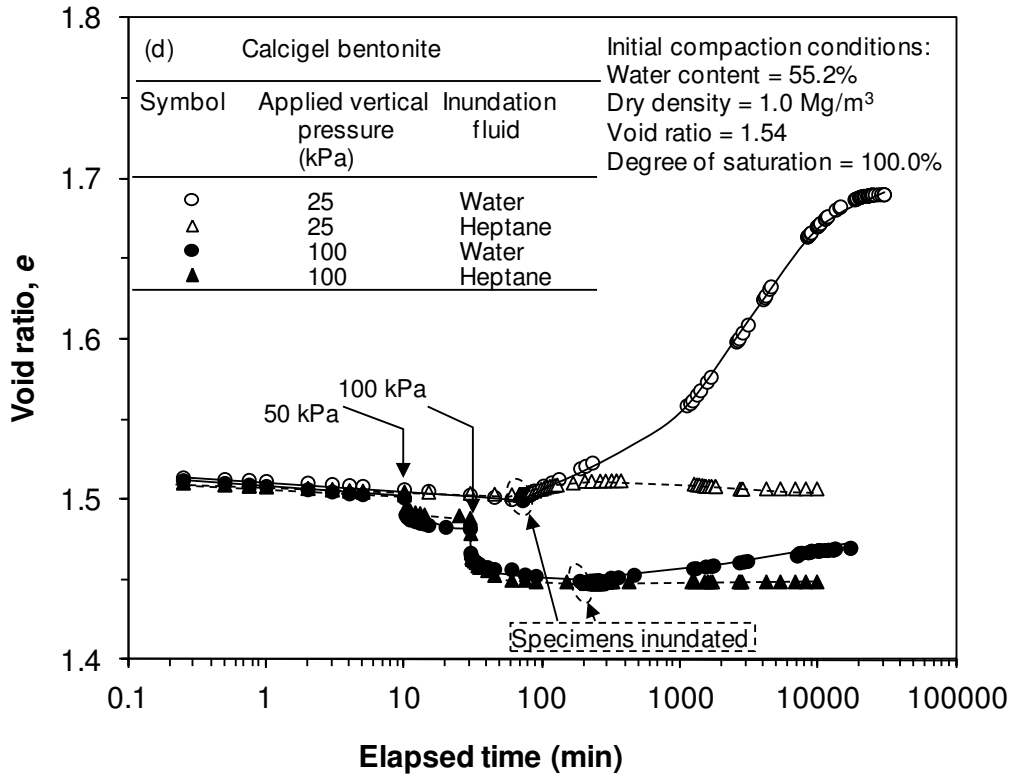 1.8
1.7
1.6
1.5
1.4
Void ratio, e
(d) Calcigel bentonite
Symbol Applied vertical pressure (kPa) Inundation fluid
25 Water
25 Heptane
100 Water
100 Heptane
Initial compaction conditions:
Water content = 55.2%
Dry density = 1.0 Mg/m³
Void ratio = 1.54
Degree of saturation = 100.0%
100 kPa
50 kPa
Specimens inundated
0.1 1 10 100 1000 10000 100000
Elapsed time (min)